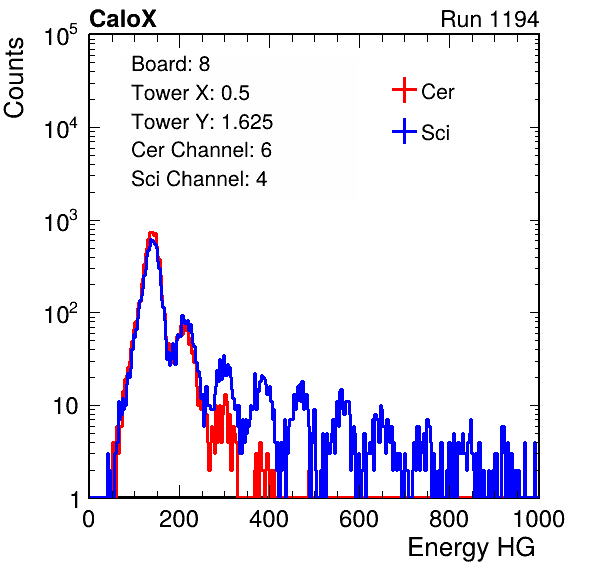 CaloX Run 1194
Board: 8
Tower X: 0.5
Tower Y: 1.625
Cer Channel: 6
Sci Channel: 4
Cer
Sci
Counts
10^5
10^4
10^3
10^2
10
1
0 200 400 600 800 1000
Energy HG